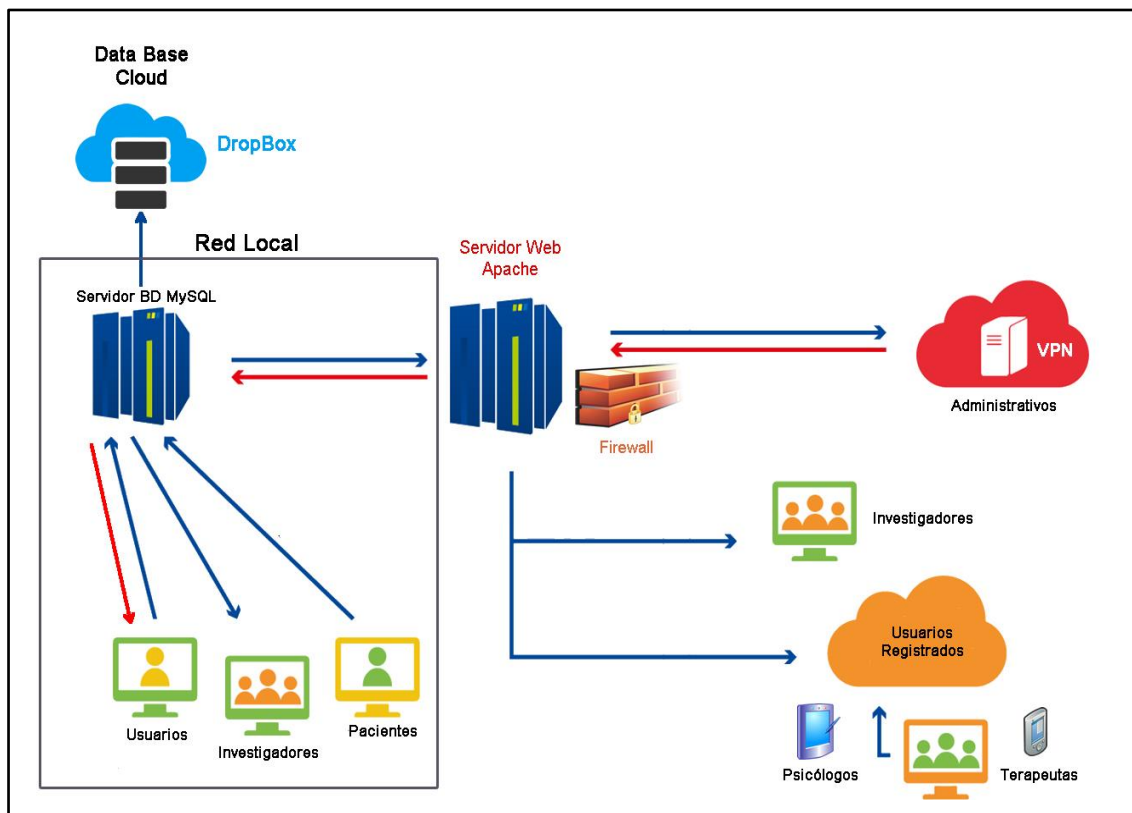 Data Base
Cloud
DropBox
Red Local
Servidor BD MySQL
Servidor Web
Apache
Firewall
VPN
Administrativos
Investigadores
Usuarios
Registrados
Usuarios
Investigadores
Pacientes
Psicólogos
Terapeutas